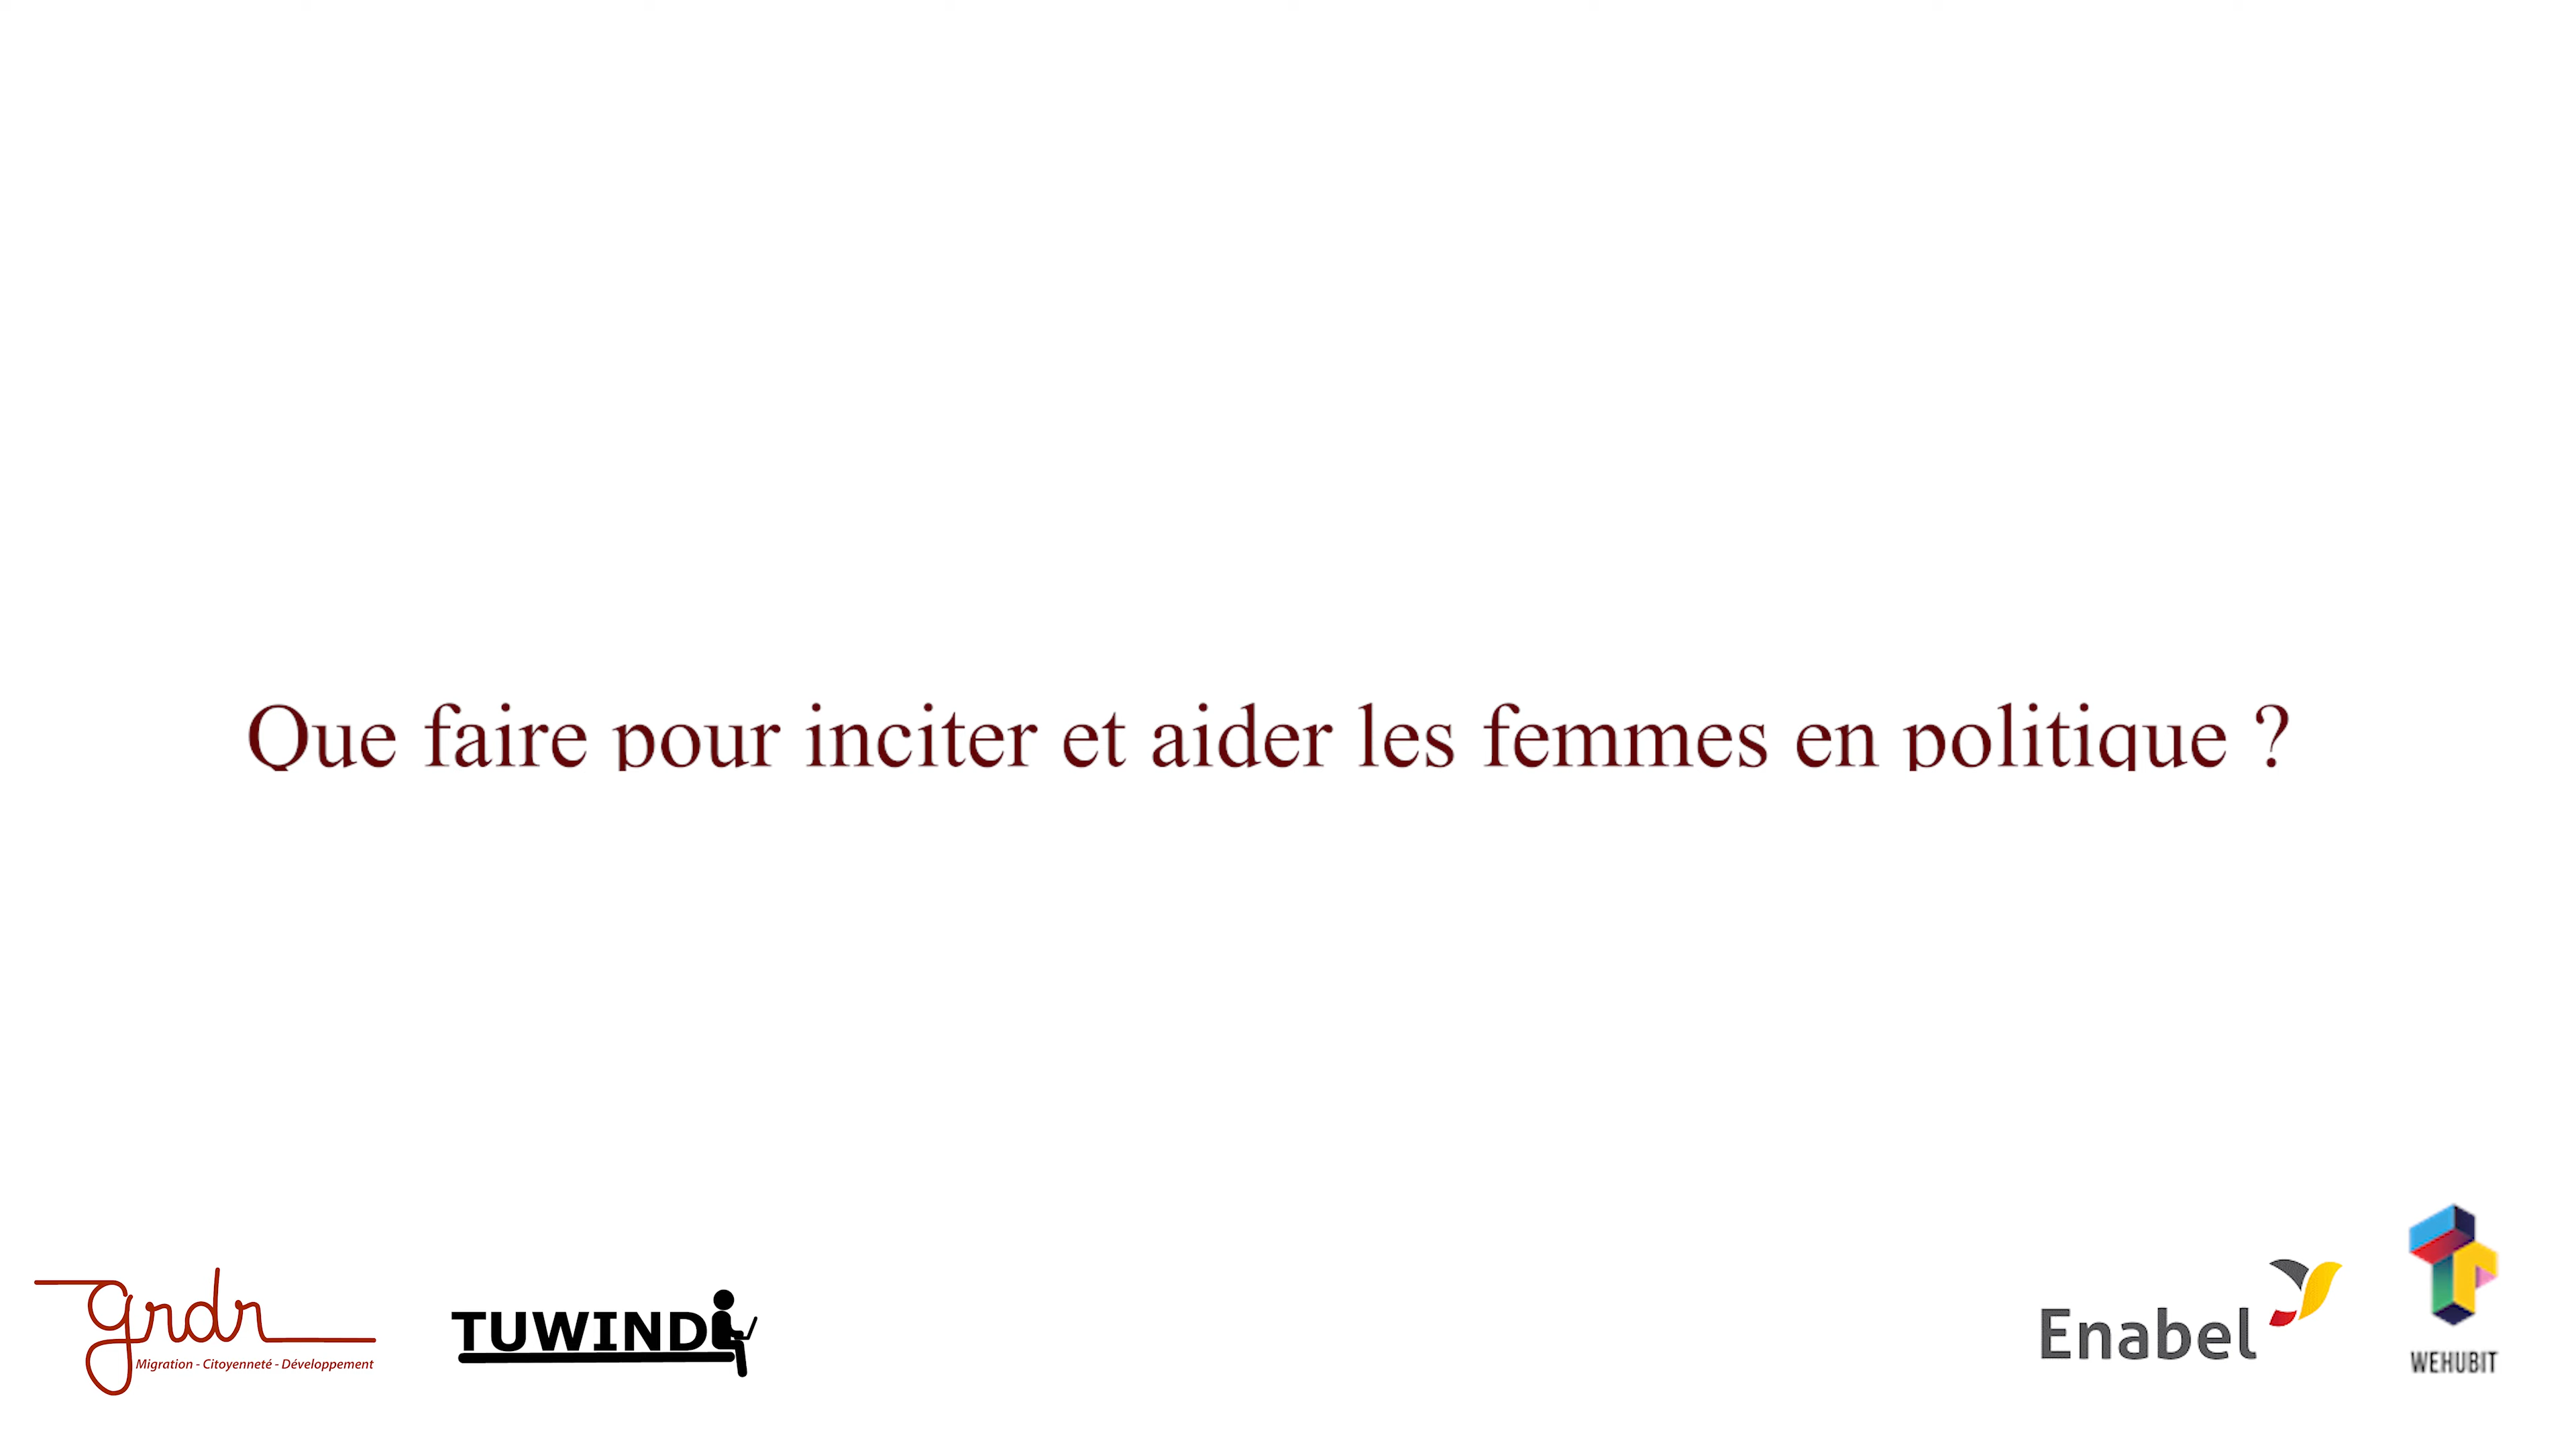 Que faire pour inciter et aider les femmes en politique ?
grdr
Migration - Citoyenneté - Développement
TUWINDI
Enabel
WEHUBIT